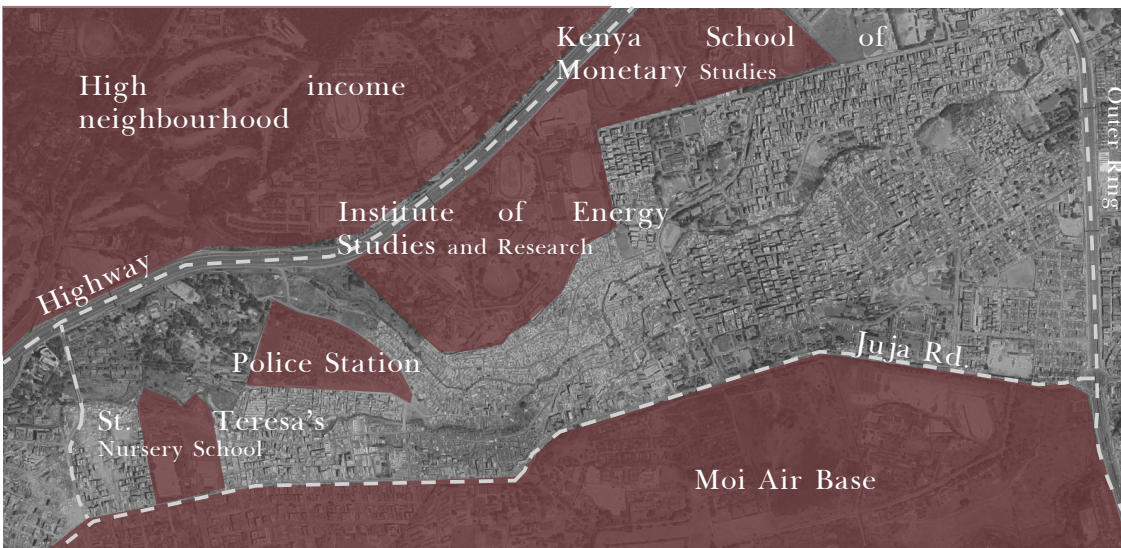 Kenya School of
Monetary Studies
High income
neighbourhood
Outer Ring
Institute of Energy
Studies and Research
Highway
Juja Rd.
Police Station
St. Teresa's
Nursery School
Moi Air Base